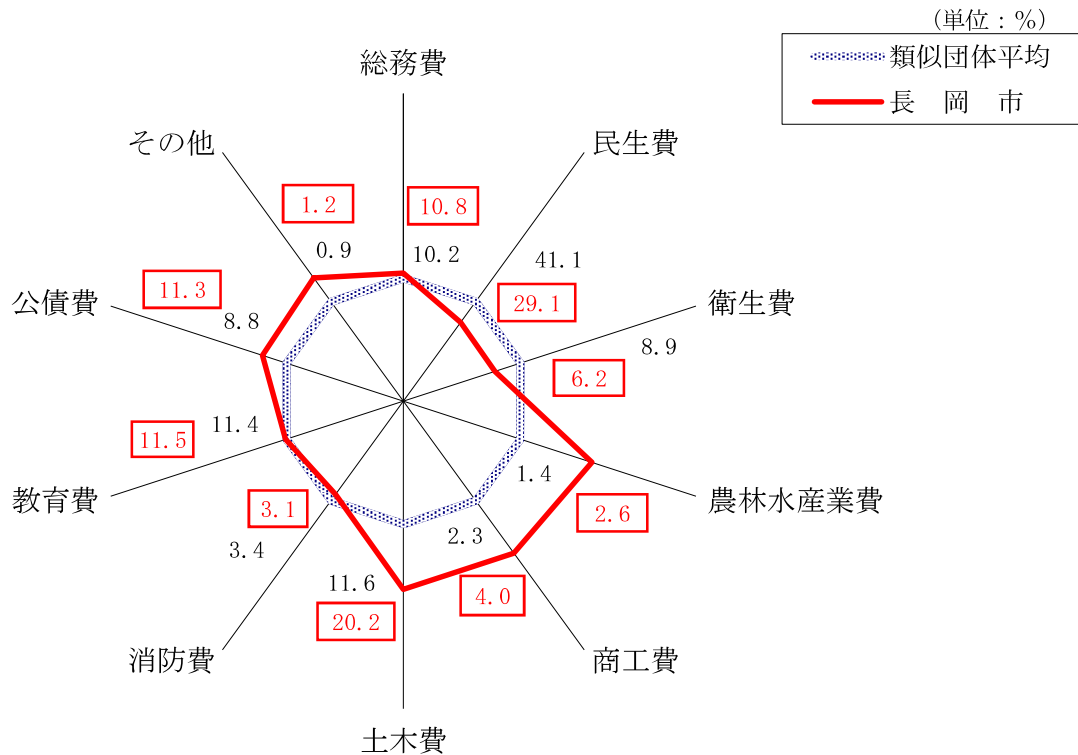 (単位：%)
類似団体平均
長　岡　市
総務費
10.8
10.2
民生費
41.1
29.1
衛生費
8.9
6.2
農林水産業費
1.4
2.6
商工費
2.3
4.0
土木費
11.6
20.2
消防費
3.1
3.4
教育費
11.5
11.4
公債費
11.3
8.8
その他
1.2
0.9